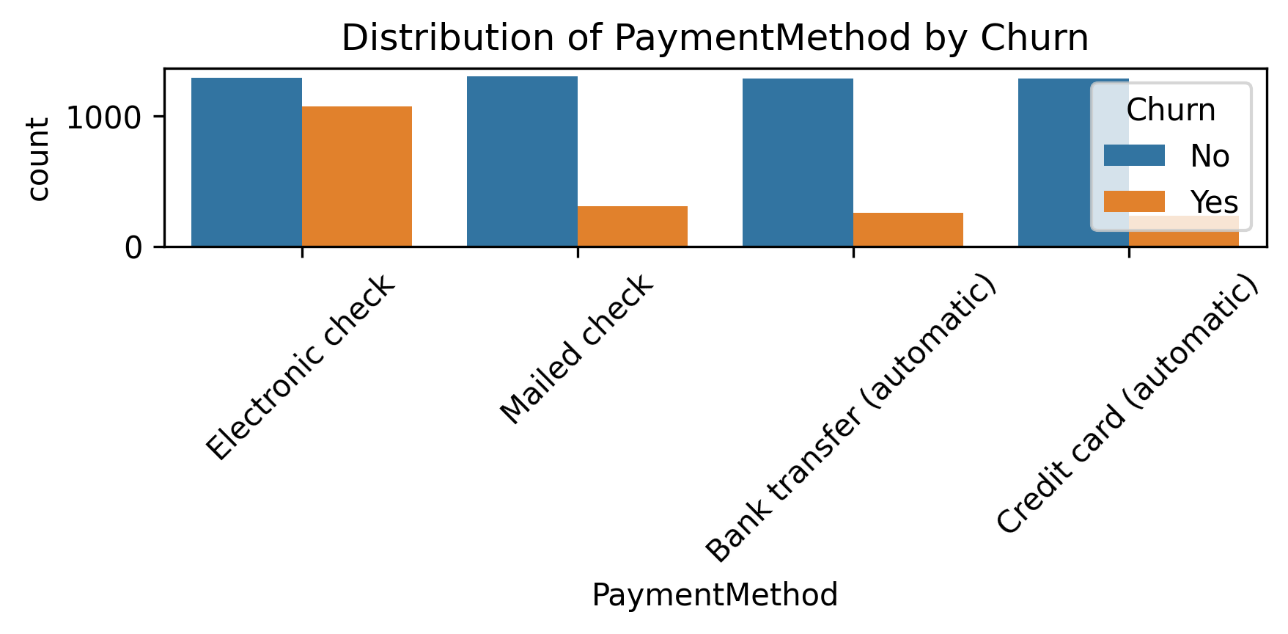 Distribution of PaymentMethod by Churn
count
1000
0
Churn
No
Yes
Electronic check
Mailed check
Bank transfer (automatic)
Credit card (automatic)
PaymentMethod